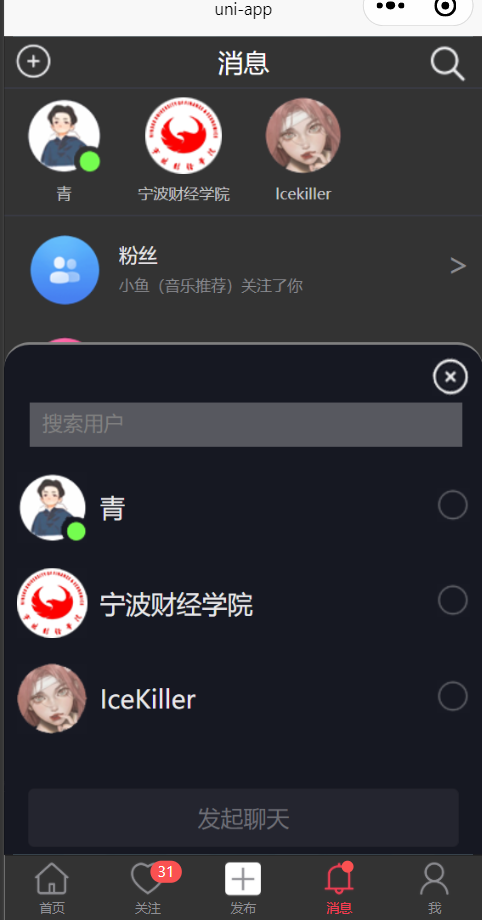 uni-app
消息
青
宁波财经学院
Icekiller
粉丝
小鱼（音乐推荐）关注了你
>
搜索用户
青
宁波财经学院
IceKiller
发起聊天
31
首页
关注
发布
消息
我